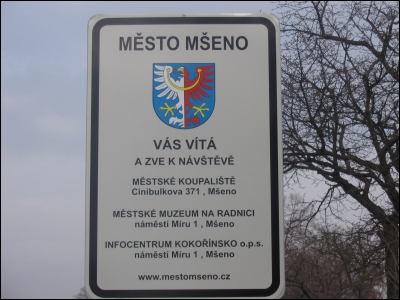 MĚSTO MŠENO
VÁS VÍTÁ
A ZVE K NÁVŠTĚVĚ
MĚSTSKÉ KOUPALIŠTĚ
Cinibulkova 371 , Mšeno
MĚSTSKÉ MUZEUM NA RADNICI
náměstí Míru 1 , Mšeno
INFOCENTRUM KOKOŘÍNSKO o.p.s.
náměstí Míru 1 , Mšeno
www.mestomseno.cz